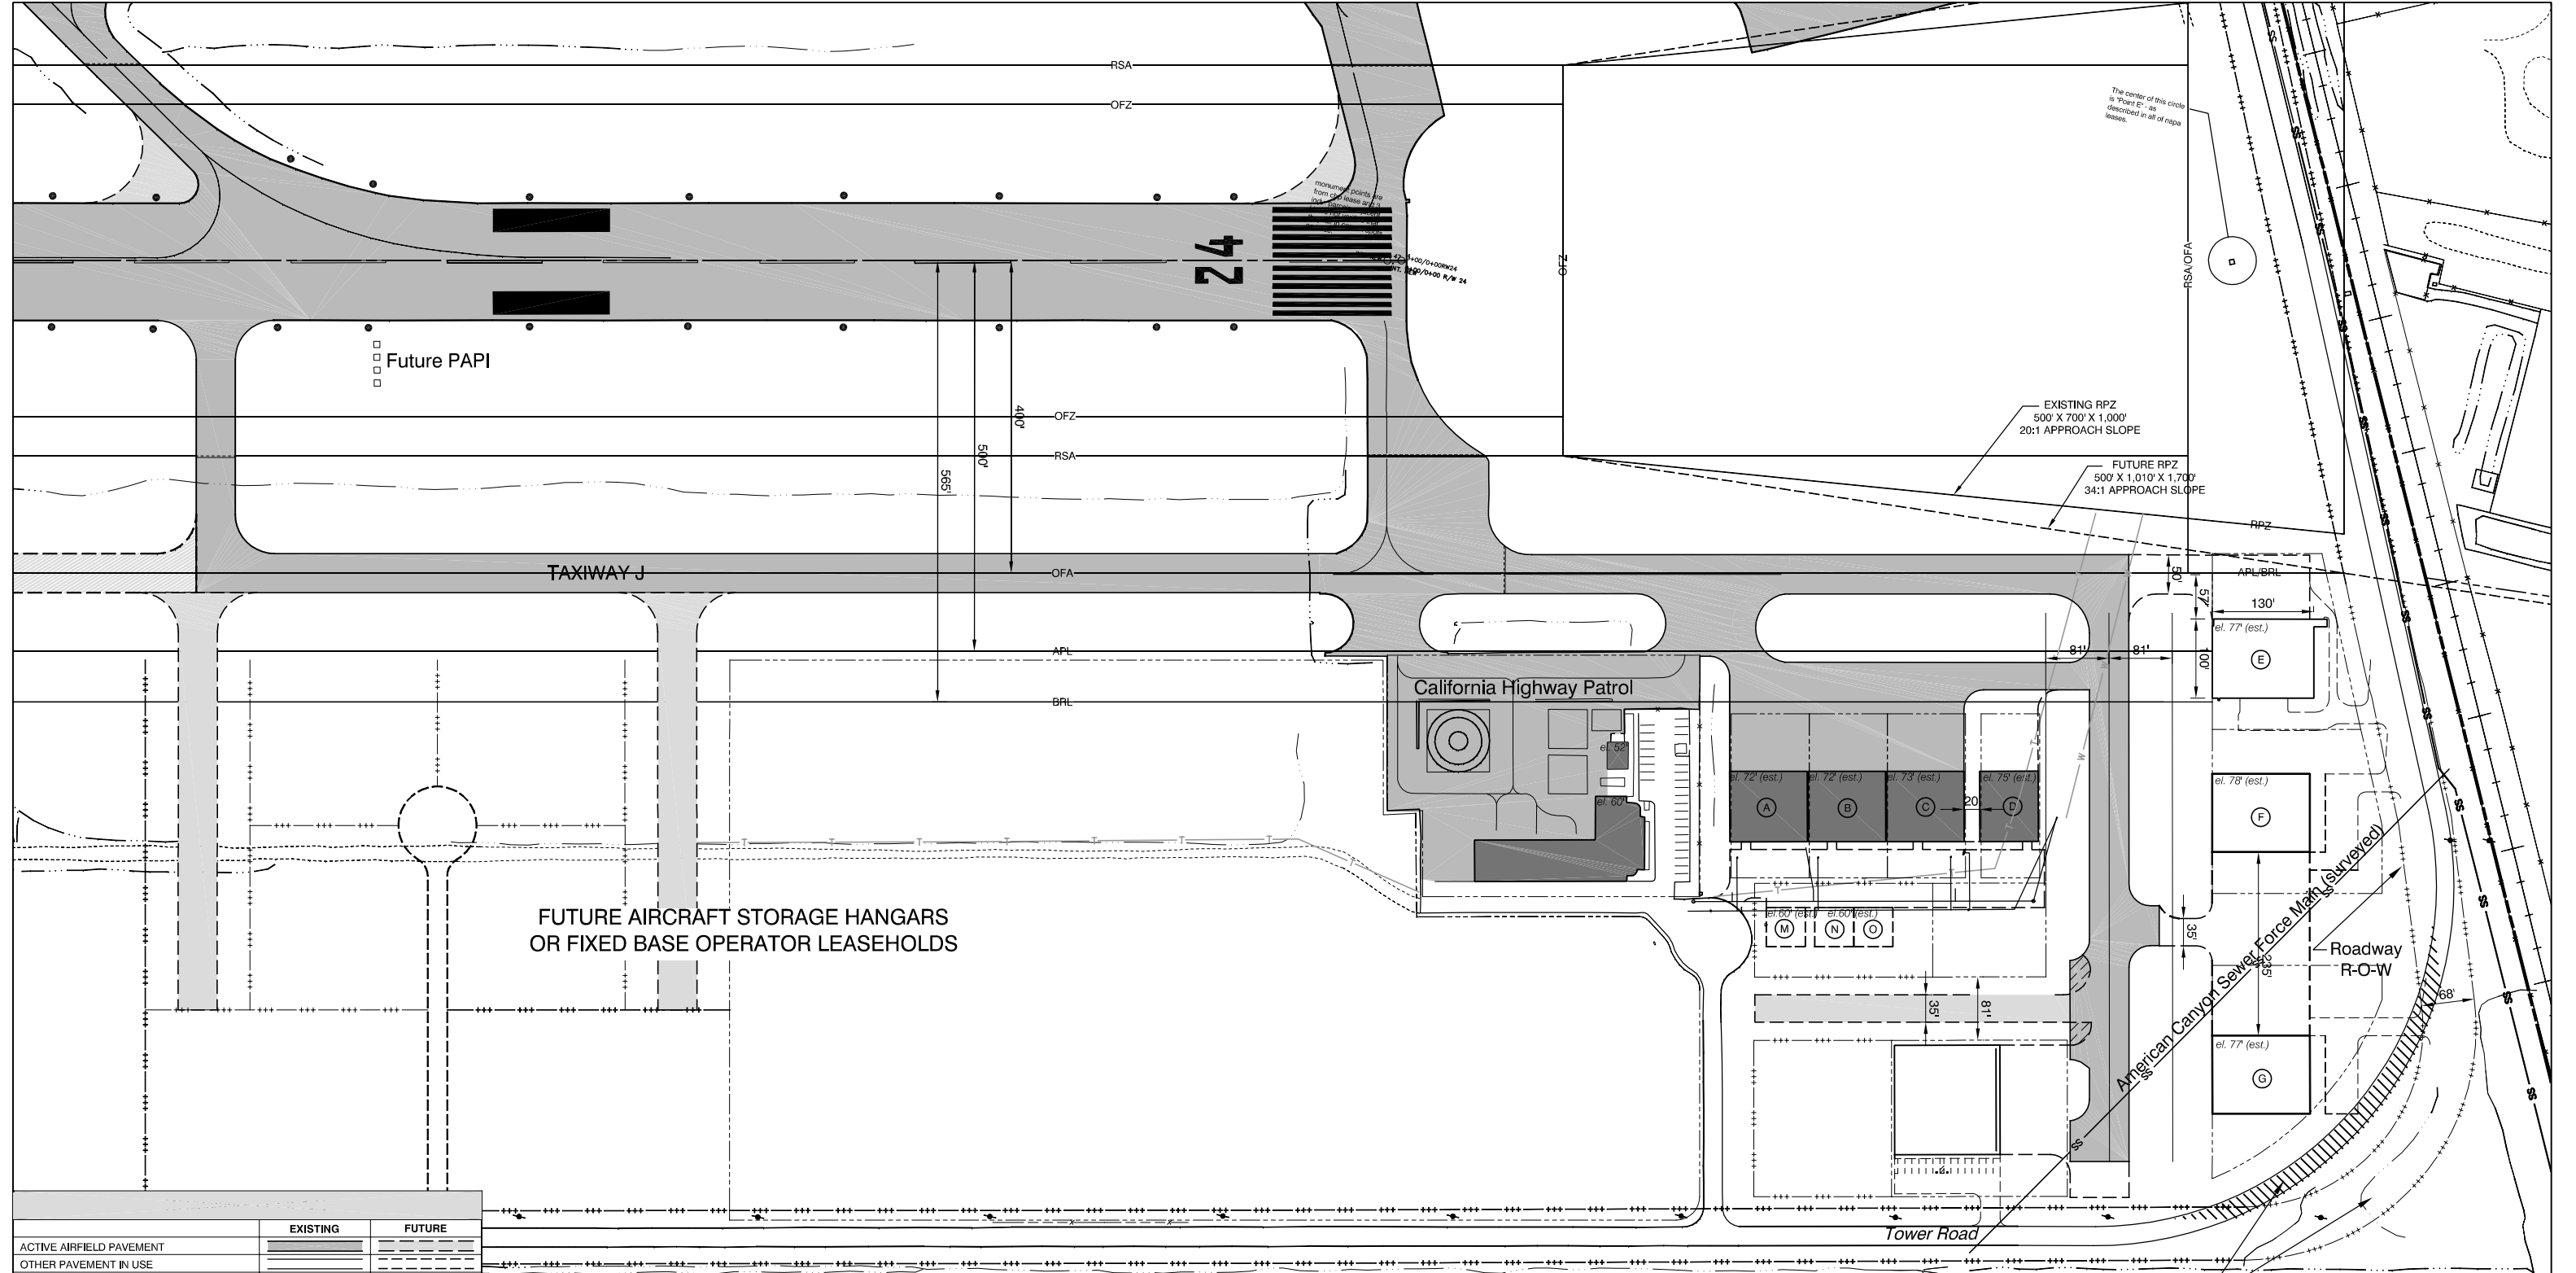 RSA
OFZ
The center of this circle
is "Point E" - as
described in all of napa
leases.
monument points are
24
OFZ
RSA/OFA
Future PAPI
400'
500'
565'
OFZ
RSA
EXISTING RPZ
500' X 700' X 1,000'
20:1 APPROACH SLOPE
FUTURE RPZ
500' X 1,010' X 1,700'
34:1 APPROACH SLOPE
RPZ
TAXIWAY J
OFA
50'
APL/BRL
57'
130'
el. 77' (est.)
E
100'
81'
81'
APL
BRL
California Highway Patrol
el. 52'
el. 60'
el. 72' (est.)
el. 72' (est.)
el. 73' (est.)
el. 75' (est.)
A
B
C
20'
D
el. 78' (est.)
F
el.60' (est.)
el.60' (est.)
M
N
O
FUTURE AIRCRAFT STORAGE HANGARS
OR FIXED BASE OPERATOR LEASEHOLDS
35'
235'
Roadway
R-O-W
68'
35'
81'
American Canyon Sewer Force Main (surveyed)
el. 77' (est.)
G
Tower Road
EXISTING
FUTURE
ACTIVE AIRFIELD PAVEMENT
OTHER PAVEMENT IN USE